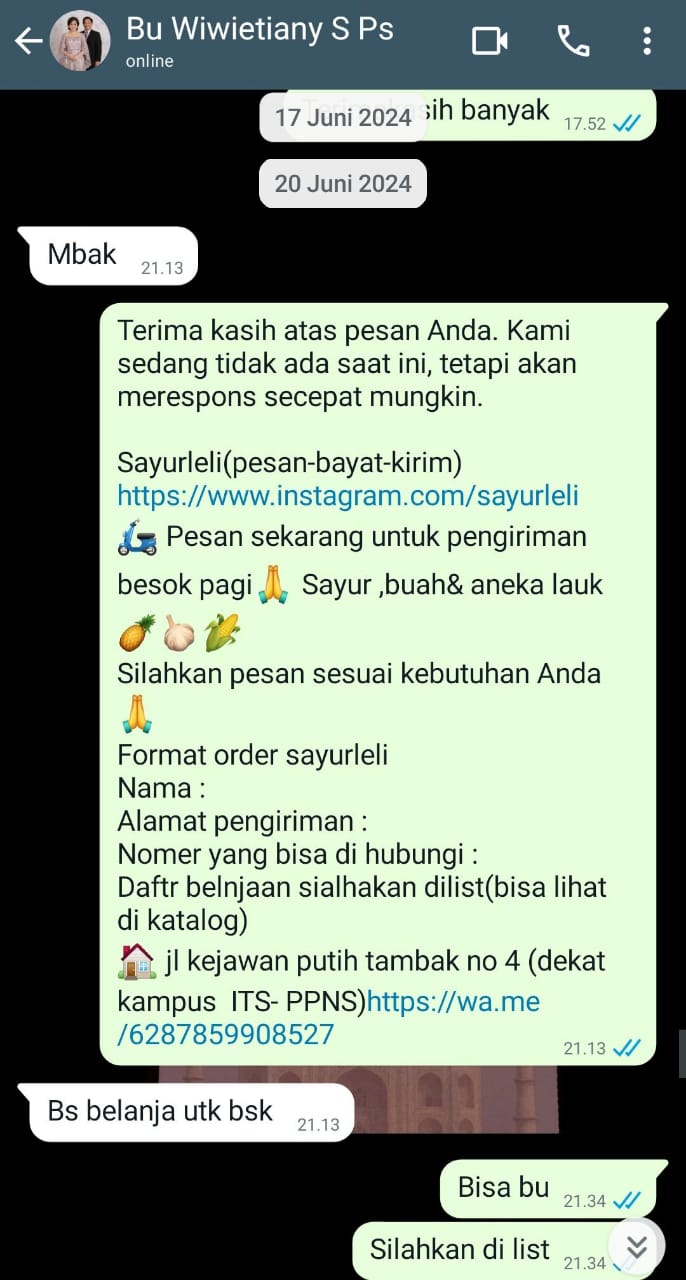 Bu Wiwietiany S Ps
online
sih banyak 17.52
17 Juni 2024
20 Juni 2024
Mbak 21.13
Terima kasih atas pesan Anda. Kami
sedang tidak ada saat ini, tetapi akan
merespons secepat mungkin.
Sayurleli(pesan-bayat-kirim)
https://www.instagram.com/sayurleli
🛵 Pesan sekarang untuk pengiriman
besok pagi🙏 Sayur ,buah& aneka lauk
🍍🧄🌽
Silahkan pesan sesuai kebutuhan Anda
🙏
Format order sayurleli
Nama :
Alamat pengiriman :
Nomer yang bisa di hubungi :
Daftr belnjaan sialhakan dilist(bisa lihat
di katalog)
🏡 jl kejawan putih tambak no 4 (dekat
kampus  ITS- PPNS)https://wa.me
/6287859908527
21.13
Bs belanja utk bsk 21.13
Bisa bu 21.34
Silahkan di list 21.34